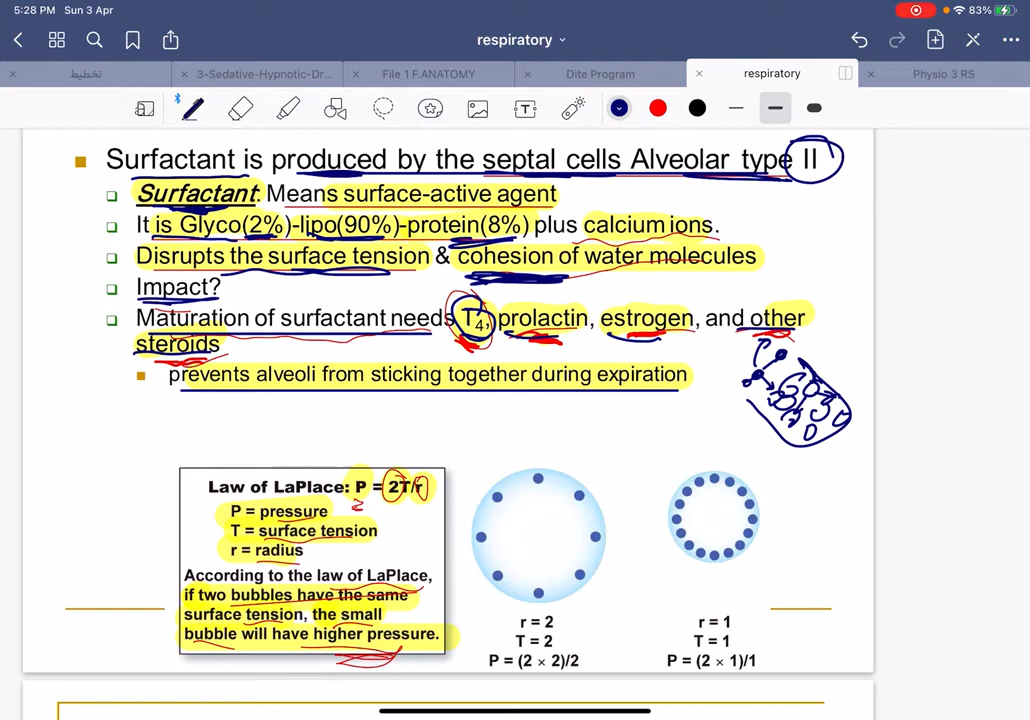 5:28 PM Sun 3 Apr
83%
respiratory
تخطيط
3-Sedative-Hypnotic-Dr...
File 1 F.ANATOMY
Dite Program
respiratory
Physio 3 RS
Surfactant is produced by the septal cells Alveolar type II
Surfactant: Means surface-active agent
It is Glyco(2%)-lipo(90%)-protein(8%) plus calcium ions.
Disrupts the surface tension & cohesion of water molecules
Impact?
Maturation of surfactant needs T4, prolactin, estrogen, and other
steroids
prevents alveoli from sticking together during expiration
Law of LaPlace: P = 2T/r
P = pressure
T = surface tension
r = radius
According to the law of LaPlace,
if two bubbles have the same
surface tension, the small
bubble will have higher pressure.
r = 2
T = 2
P = (2 × 2)/2
r = 1
T = 1
P = (2 × 1)/1